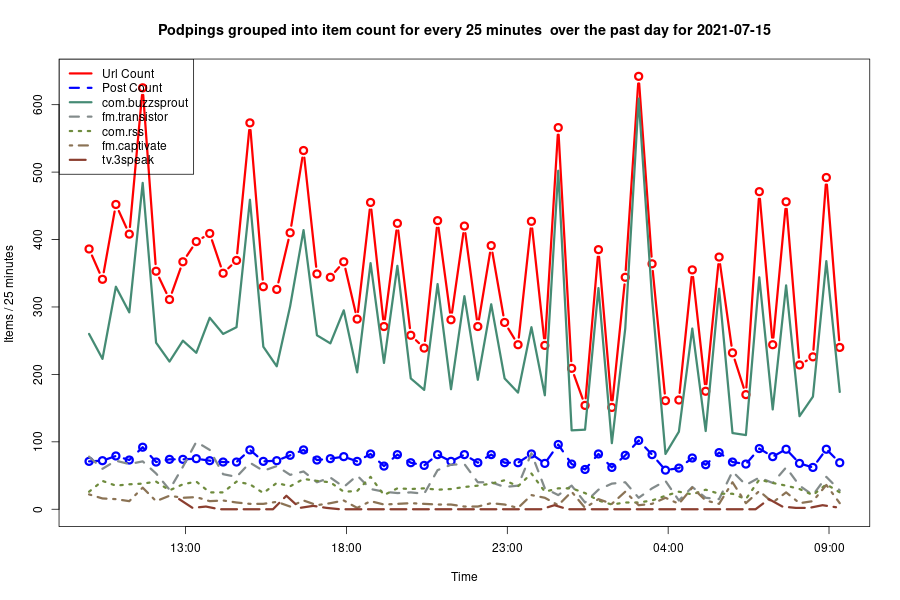 Podpings grouped into item count for every 25 minutes  over the past day for 2021-07-15
Url Count
Post Count
com.buzzsprout
fm.transistor
com.rss
fm.captivate
tv.3speak
Items / 25 minutes
600
500
400
300
200
100
0
13:00
18:00
23:00
04:00
09:00
Time